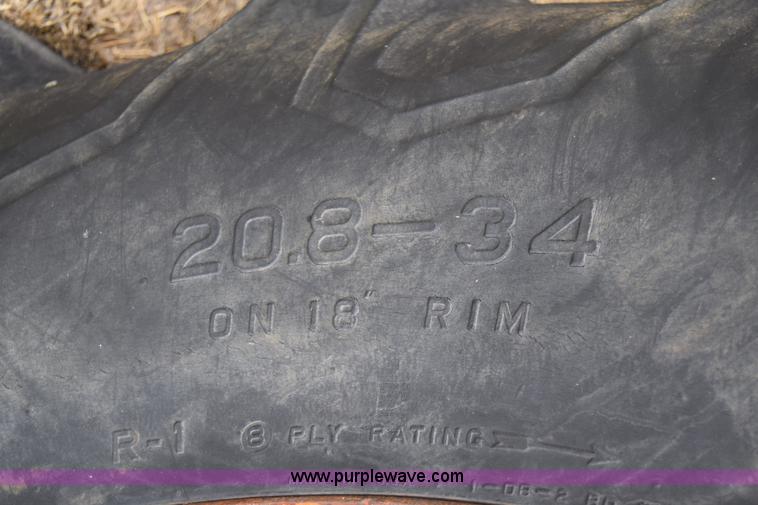 20.8-34
ON 18" RIM
R-1 8 PLY RATING
www.purplewave.com